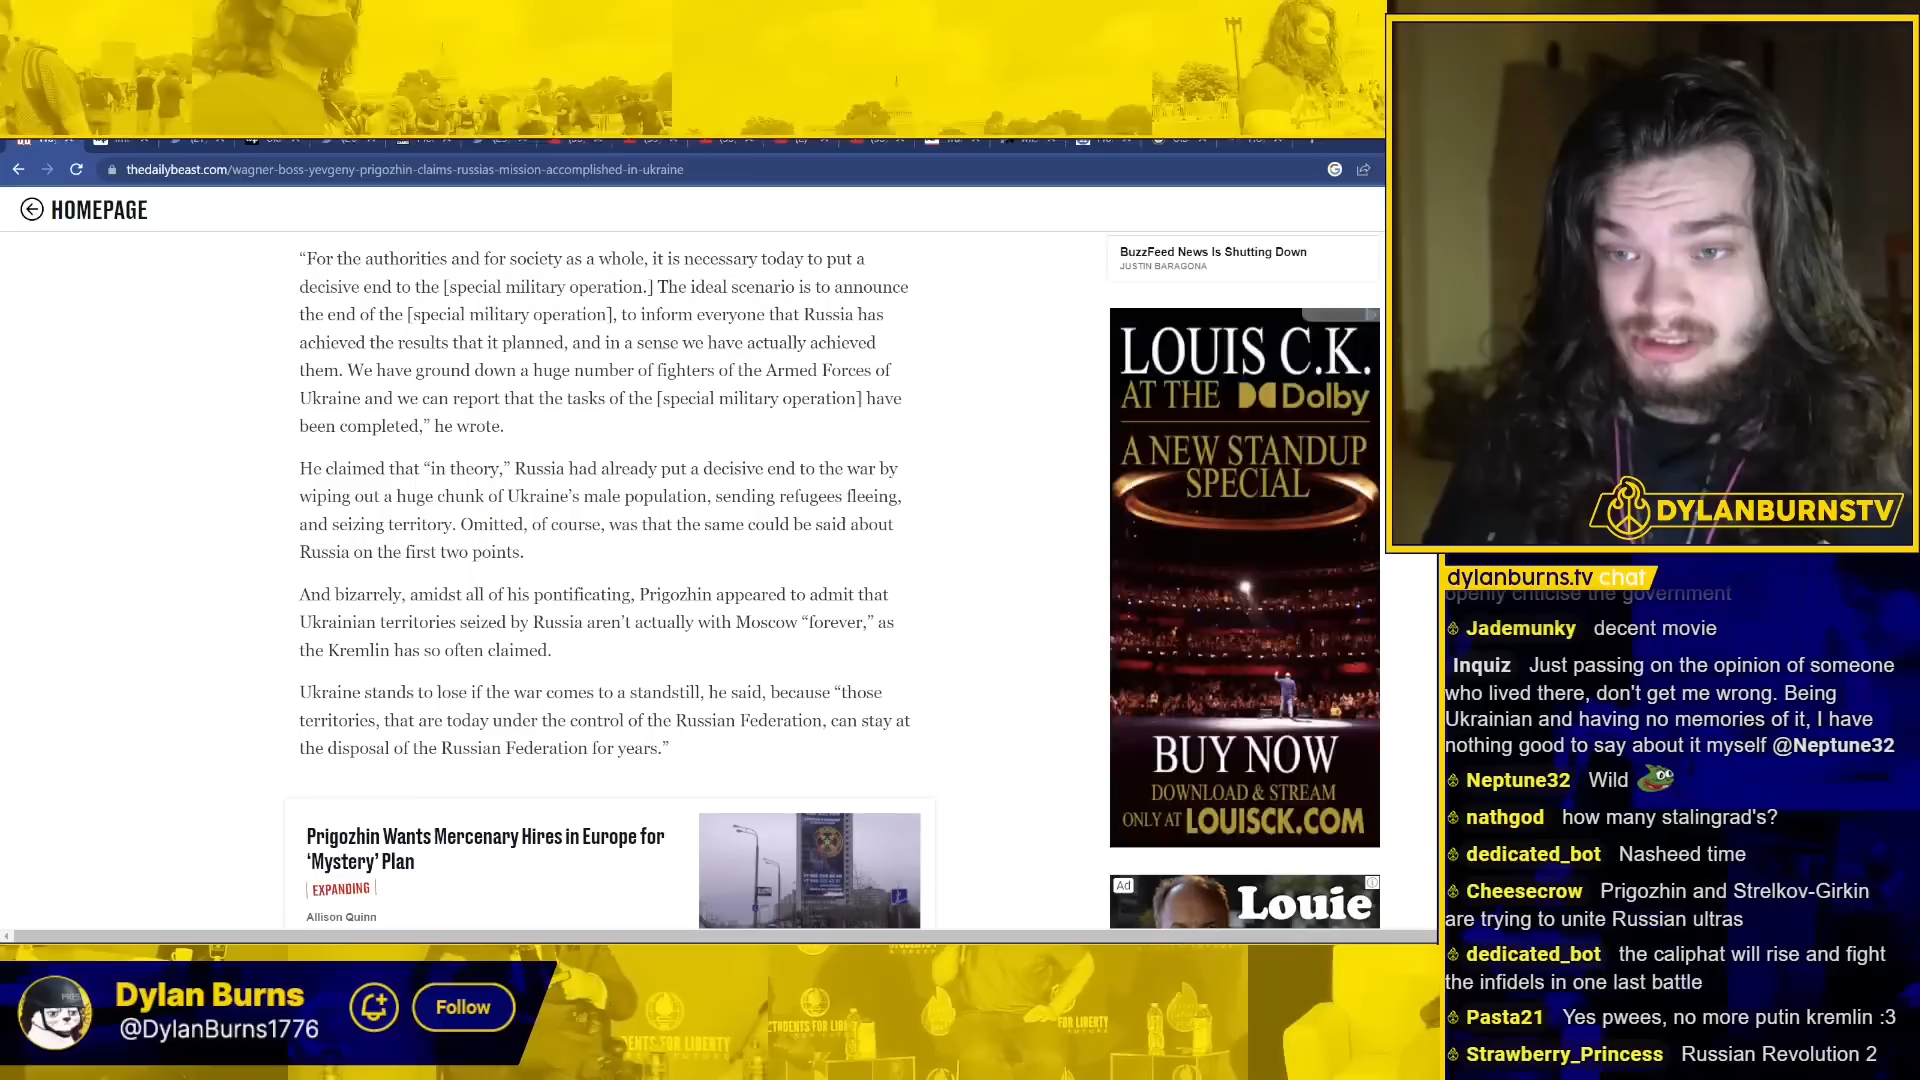 thedailybeast.com/wagner-boss-yevgeny-prigozhin-claims-russias-mission-accomplished-in-ukraine
HOMEPAGE
“For the authorities and for society as a whole, it is necessary today to put a
decisive end to the [special military operation.] The ideal scenario is to announce
the end of the [special military operation], to inform everyone that Russia has
achieved the results that it planned, and in a sense we have actually achieved
them. We have ground down a huge number of fighters of the Armed Forces of
Ukraine and we can report that the tasks of the [special military operation] have
been completed,” he wrote.
He claimed that “in theory,” Russia had already put a decisive end to the war by
wiping out a huge chunk of Ukraine’s male population, sending refugees fleeing,
and seizing territory. Omitted, of course, was that the same could be said about
Russia on the first two points.
And bizarrely, amidst all of his pontificating, Prigozhin appeared to admit that
Ukrainian territories seized by Russia aren’t actually with Moscow “forever,” as
the Kremlin has so often claimed.
Ukraine stands to lose if the war comes to a standstill, he said, because “those
territories, that are today under the control of the Russian Federation, can stay at
the disposal of the Russian Federation for years.”
Prigozhin Wants Mercenary Hires in Europe for
‘Mystery’ Plan
EXPANDING
Allison Quinn
BuzzFeed News Is Shutting Down
JUSTIN BARAGONA
LOUIS C.K.
AT THE Dolby
A NEW STANDUP
SPECIAL
BUY NOW
DOWNLOAD & STREAM
ONLY AT LOUISCK.COM
Ad
Louie
DYLANBURNSTV
dylanburns.tv chat
openly criticise the government
Jademunky decent movie
Inquiz Just passing on the opinion of someone
who lived there, don't get me wrong. Being
Ukrainian and having no memories of it, I have
nothing good to say about it myself @Neptune32
Neptune32 Wild
nathgod how many stalingrad's?
dedicated_bot Nasheed time
Cheesecrow Prigozhin and Strelkov-Girkin
are trying to unite Russian ultras
dedicated_bot the caliphat will rise and fight
the infidels in one last battle
Pasta21 Yes pwees, no more putin kremlin :3
Strawberry_Princess Russian Revolution 2
Dylan Burns
@DylanBurns1776
Follow
PRESS
FOR LIBERTY